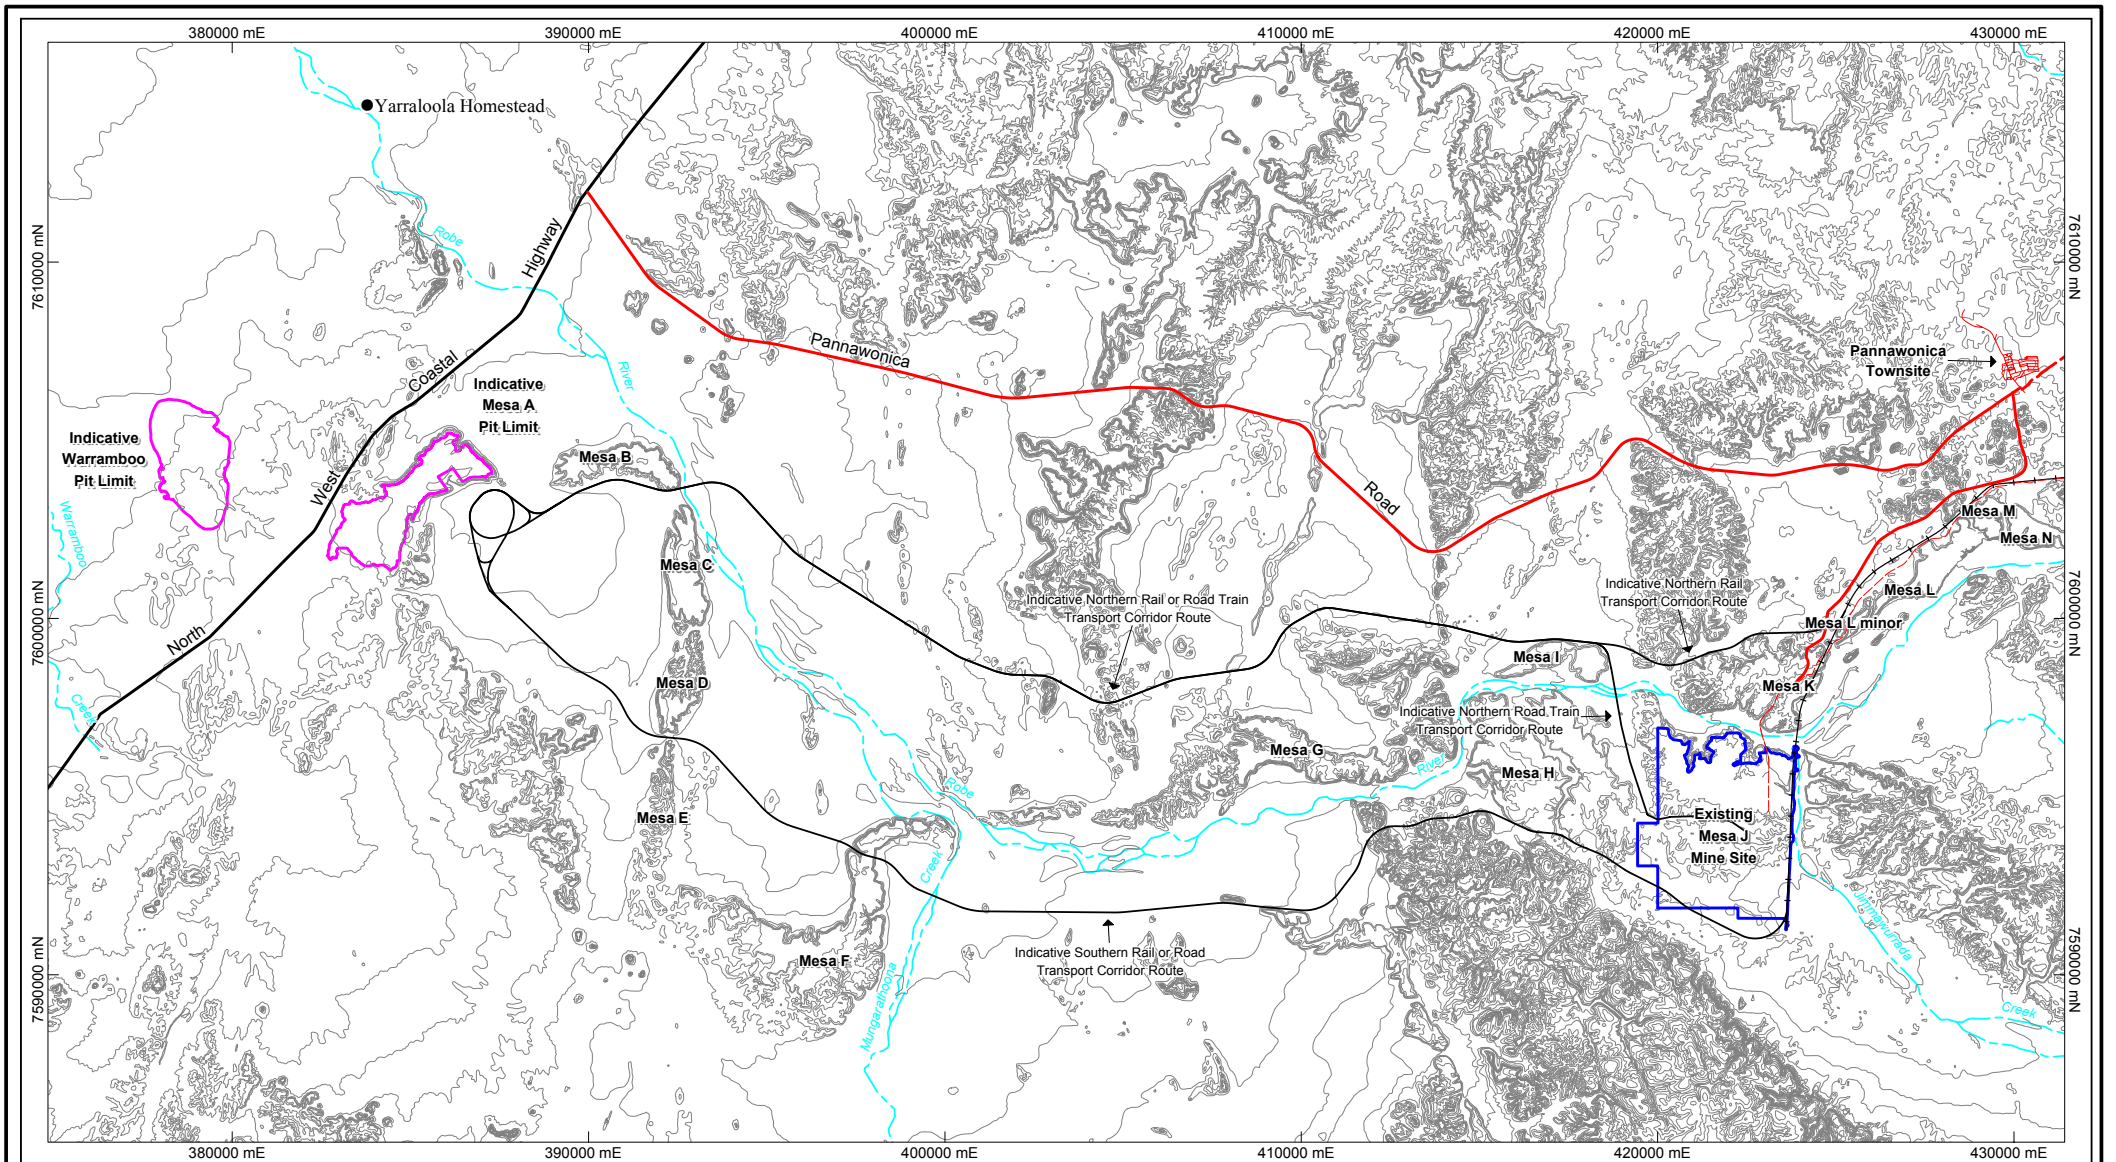 380000 mE
390000 mE
400000 mE
410000 mE
420000 mE
430000 mE
Yarraloola Homestead
Robe
River
Highway
Coastal
West
North
7610000 mN
7610000 mN
Pannawonica
Road
Pannawonica
Townsite
Indicative
Mesa A
Pit Limit
Indicative
Warramboo
Pit Limit
Mesa B
Warramboo
Creek
Mesa C
Mesa M
Mesa N
Mesa L
Mesa L minor
Indicative Northern Rail
Transport Corridor Route
Indicative Northern Rail or Road Train
Transport Corridor Route
7600000 mN
7600000 mN
Mesa I
Mesa K
Mesa D
Indicative Northern Road Train
Transport Corridor Route
Mesa G
River
Mesa H
Robe
Mesa E
Existing
Mesa J
Mine Site
Creek
Mungarathoona
Jimmawurrada
Creek
Indicative Southern Rail or Road
Transport Corridor Route
Mesa F
7590000 mN
7590000 mN
380000 mE
390000 mE
400000 mE
410000 mE
420000 mE
430000 mE